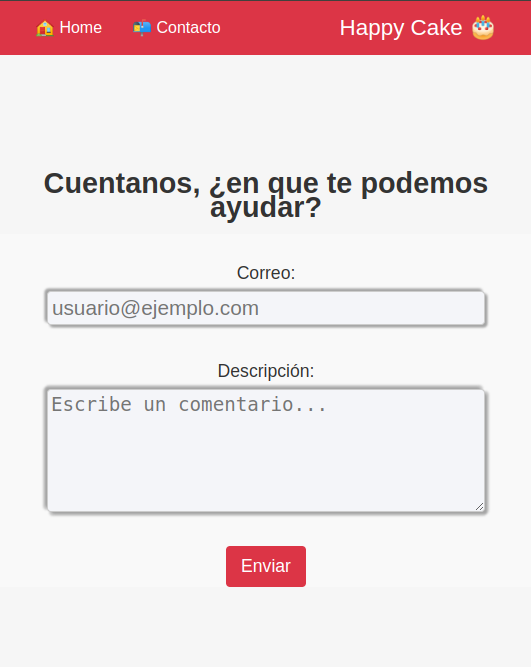 🏠 Home 📬 Contacto Happy Cake 🎂
Cuentanos, ¿en que te podemos
ayudar?
Correo:
usuario@ejemplo.com
Descripción:
Escribe un comentario...
Enviar